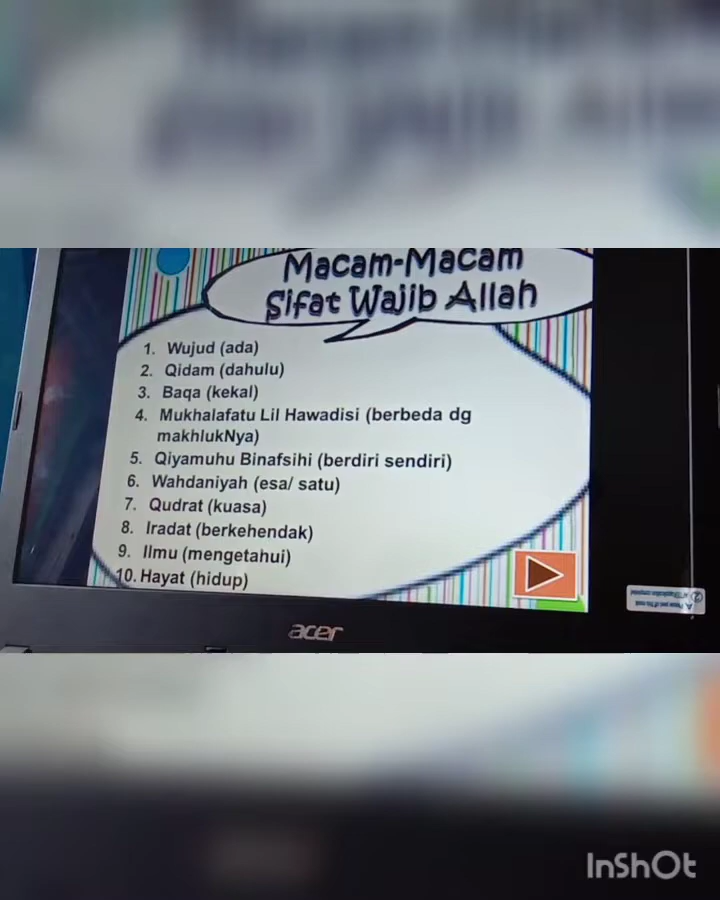 Macam-Macam
Sifat Wajib Allah
1. Wujud (ada)
2. Qidam (dahulu)
3. Baqa (kekal)
4. Mukhalafatu Lil Hawadisi (berbeda dg
makhlukNya)
5. Qiyamuhu Binafsihi (berdiri sendiri)
6. Wahdaniyah (esa/ satu)
7. Qudrat (kuasa)
8. Iradat (berkehendak)
9. Ilmu (mengetahui)
10. Hayat (hidup)
acer
InShOt